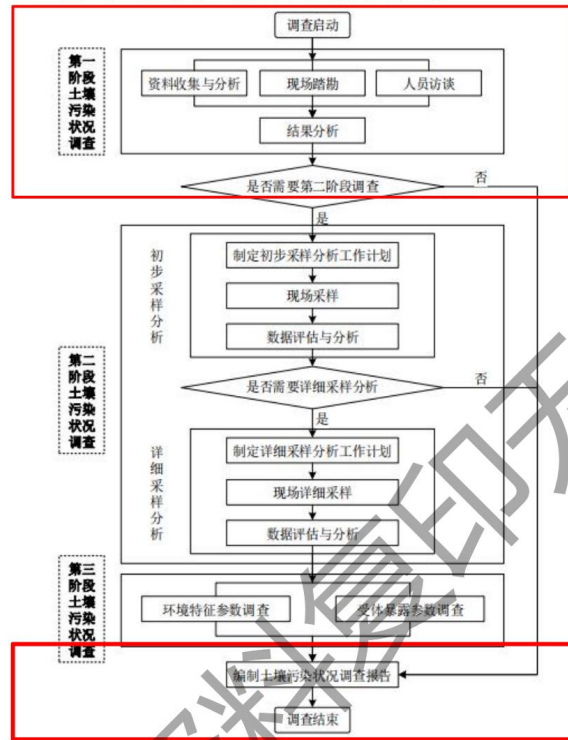 调查启动
第一
阶段
土壤
污染
状况
调查
资料收集与分析
现场踏勘
人员访谈
结果分析
是否需要第二阶段调查
否
是
初步采样分析
制定初步采样分析工作计划
现场采样
数据评估与分析
第二
阶段
土壤
污染
状况
调查
是否需要详细采样分析
否
是
详细采样分析
制定详细采样分析工作计划
现场详细采样
数据评估与分析
第三
阶段
土壤
污染
状况
调查
环境特征参数调查
受体暴露参数调查
编制土壤污染状况调查报告
调查结束
料复印无